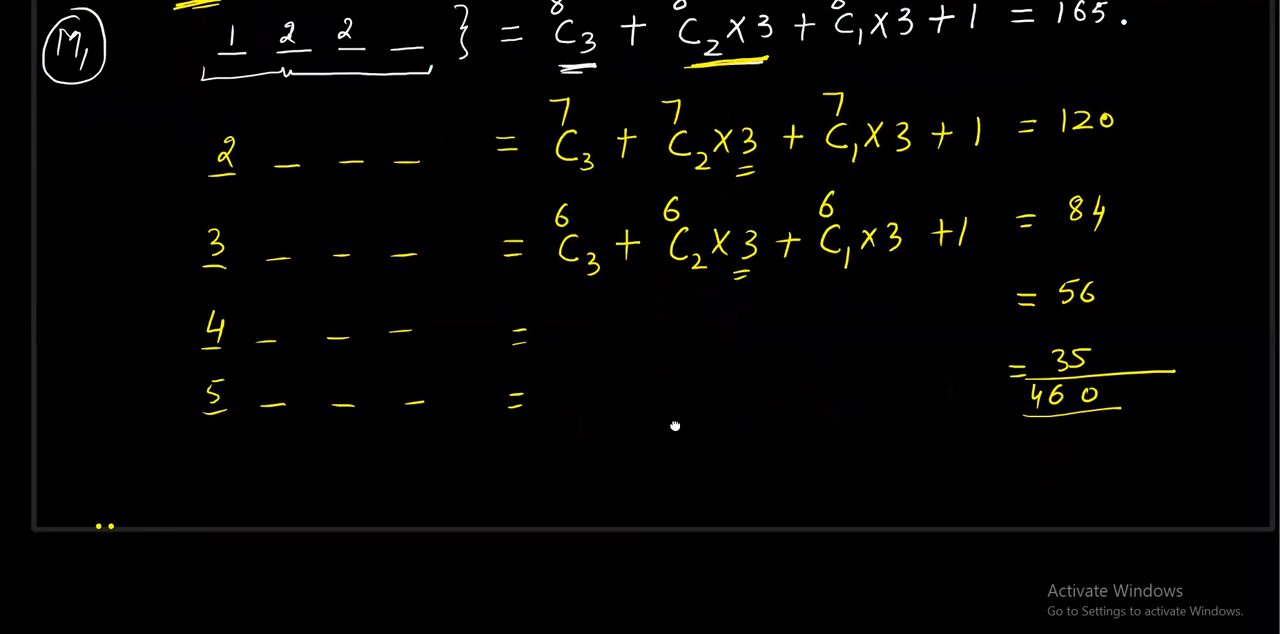 M₁ 1 2 2 _ } = ⁸C₃ + ⁸C₂×3 + ⁸C₁×3+1 = 165.
2 _ _ _ = ⁷C₃ + ⁷C₂×3 + ⁷C₁×3+1 = 120
3 _ _ _ = ⁶C₃ + ⁶C₂×3 + ⁶C₁×3 +1 = 84
4 _ _ _ = = 56
5 _ _ _ = = 35
460
Activate Windows
Go to Settings to activate Windows.